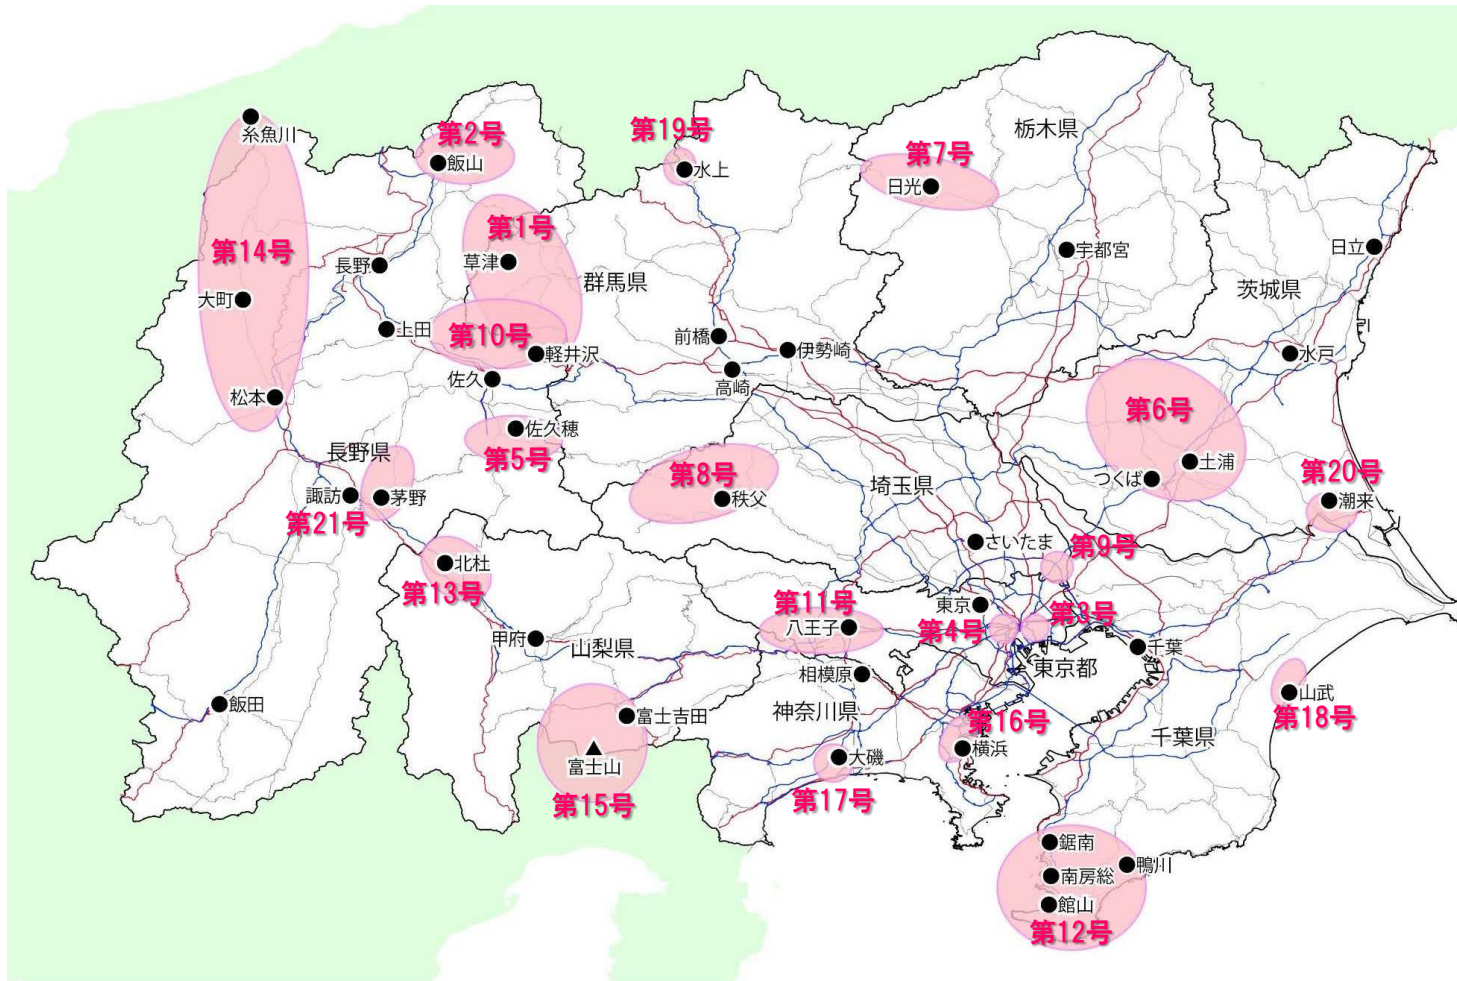 糸魚川
第2号
飯山
第19号
水上
栃木県
第7号
日光
第14号
第1号
草津
群馬県
長野
宇都宮
日立
茨城県
大町
第10号
上田
軽井沢
前橋
伊勢崎
高崎
水戸
佐久
松本
佐久穂
第5号
第6号
土浦
つくば
長野県
諏訪
茅野
第21号
第8号
秩父
埼玉県
第20号
潮来
さいたま
第9号
北杜
第13号
第11号
八王子
東京
第4号
第3号
千葉
甲府
山梨県
相模原
東京都
飯田
富士吉田
神奈川県
第16号
横浜
千葉県
山武
第18号
富士山
第15号
大磯
第17号
鋸南
鴨川
南房総
館山
第12号